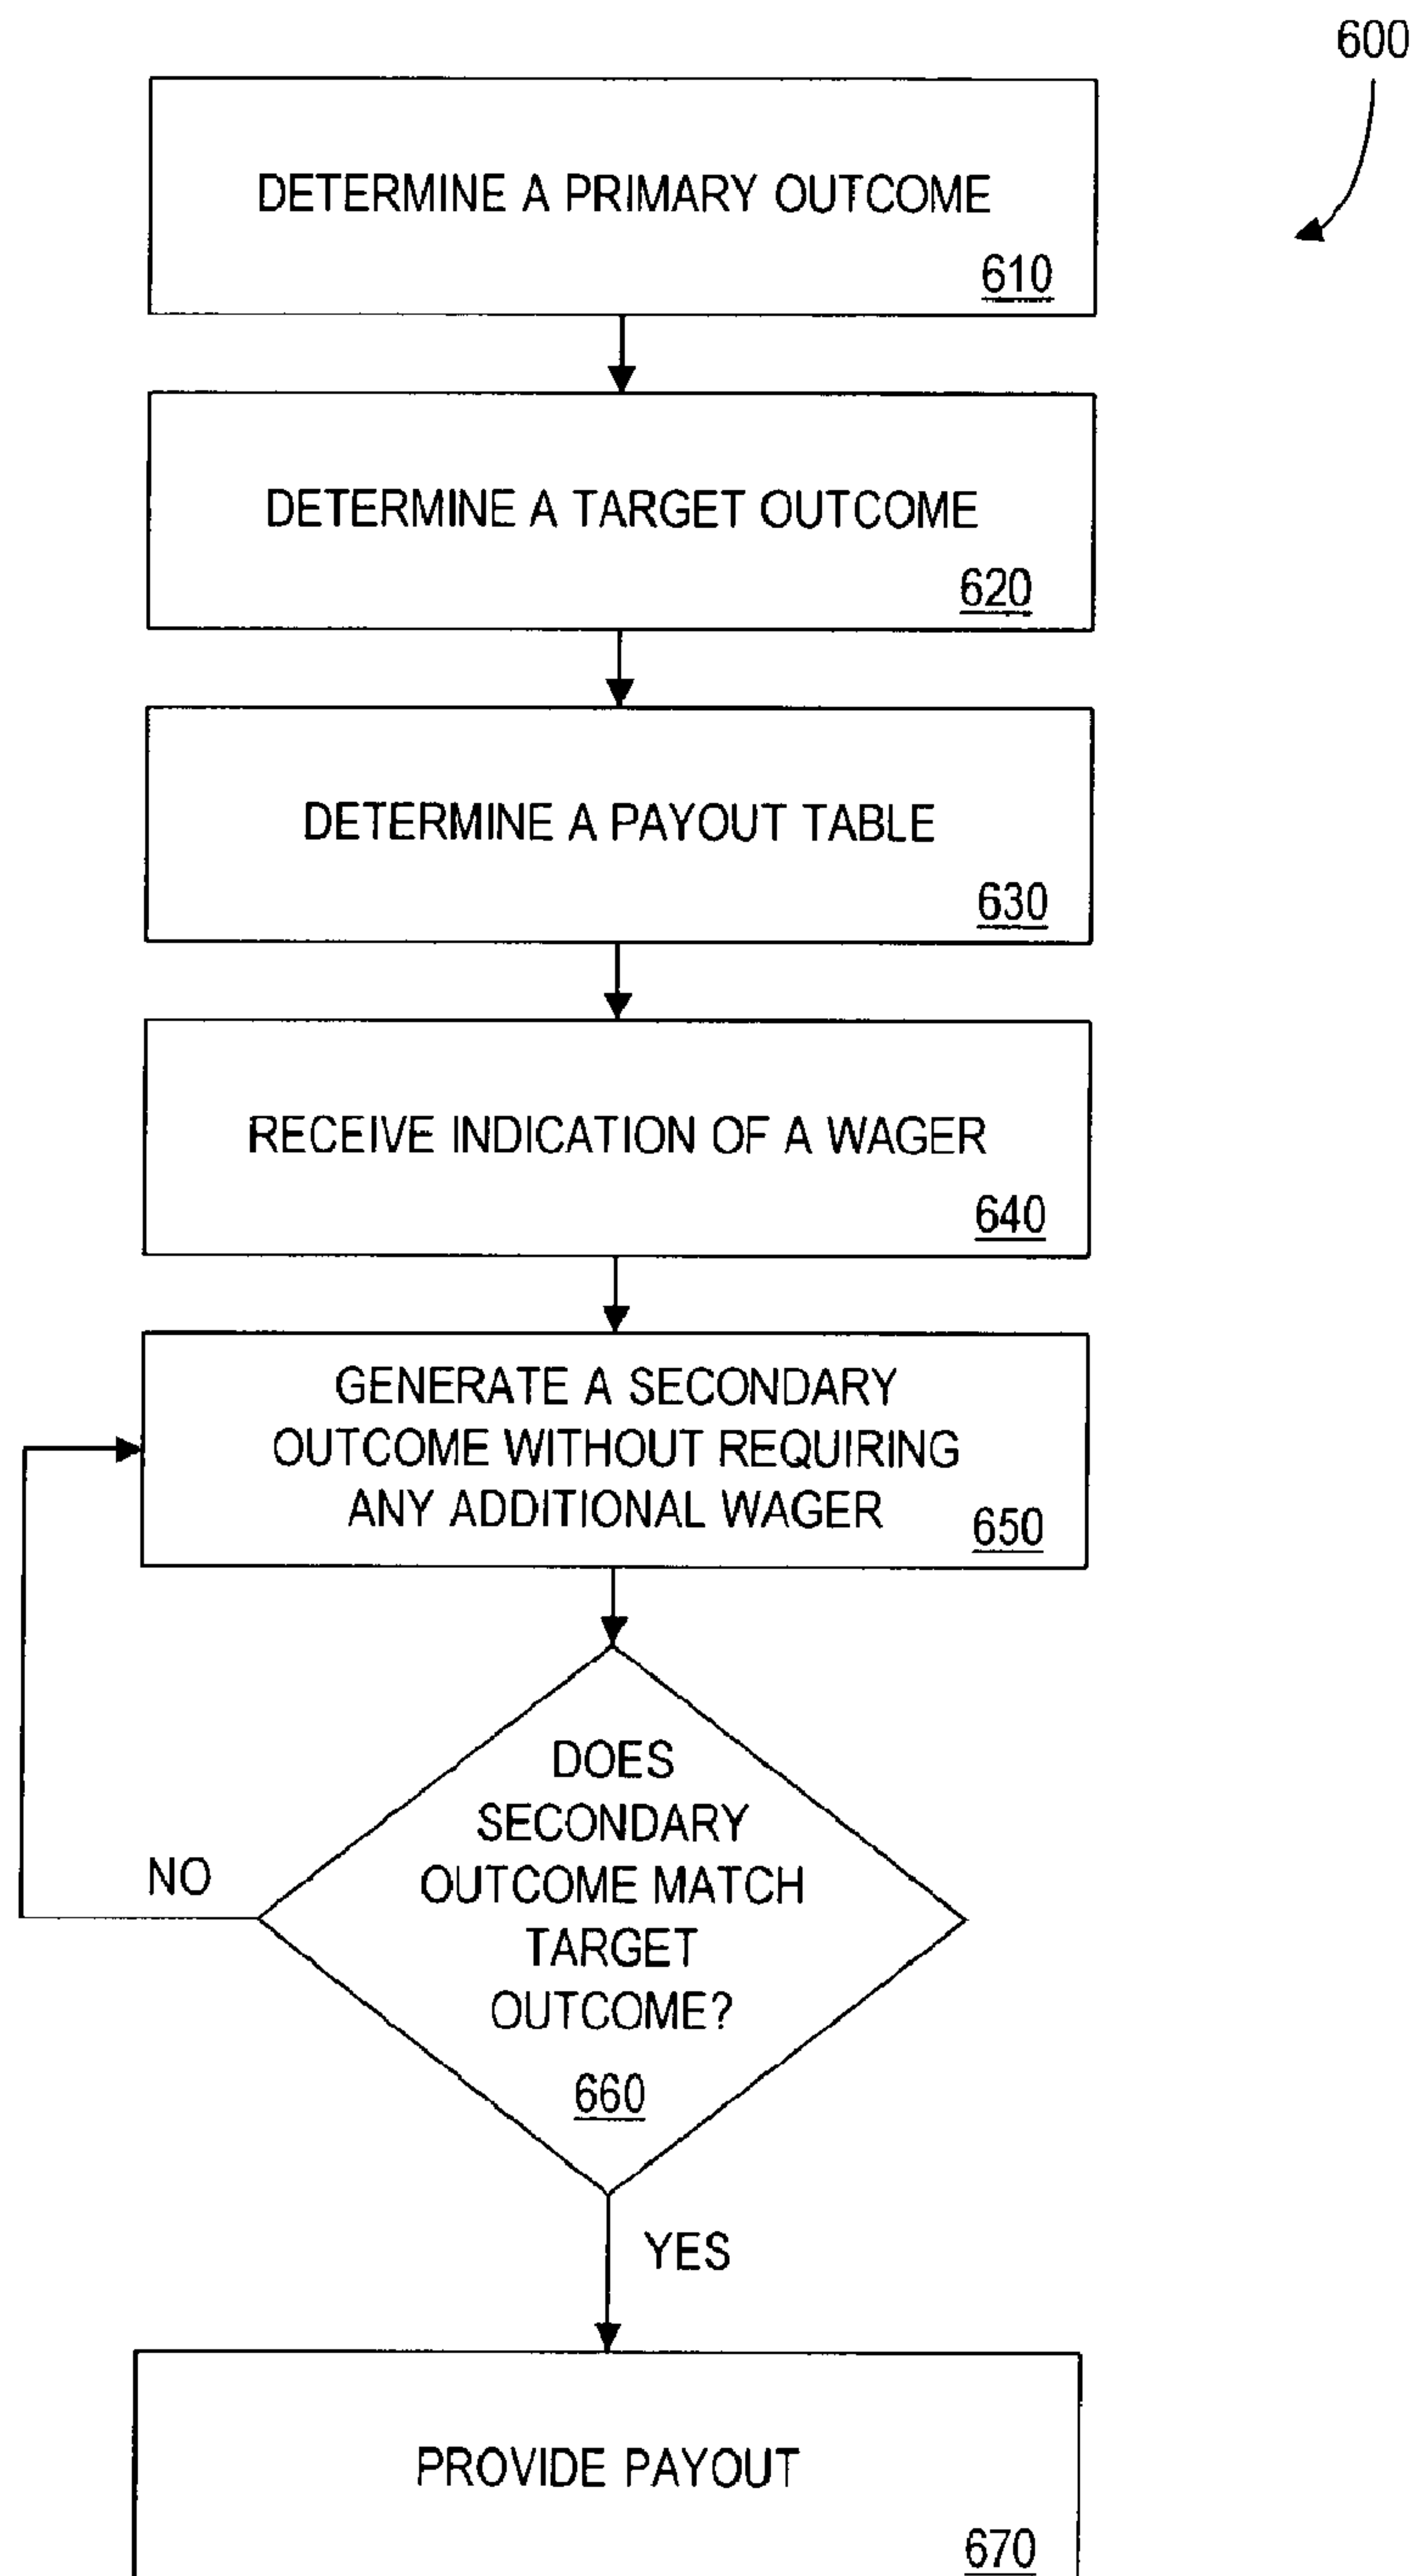 600
DETERMINE A PRIMARY OUTCOME
610
DETERMINE A TARGET OUTCOME
620
DETERMINE A PAYOUT TABLE
630
RECEIVE INDICATION OF A WAGER
640
GENERATE A SECONDARY
OUTCOME WITHOUT REQUIRING
ANY ADDITIONAL WAGER
650
DOES
SECONDARY
OUTCOME MATCH
TARGET
OUTCOME?
660
NO
YES
PROVIDE PAYOUT
670